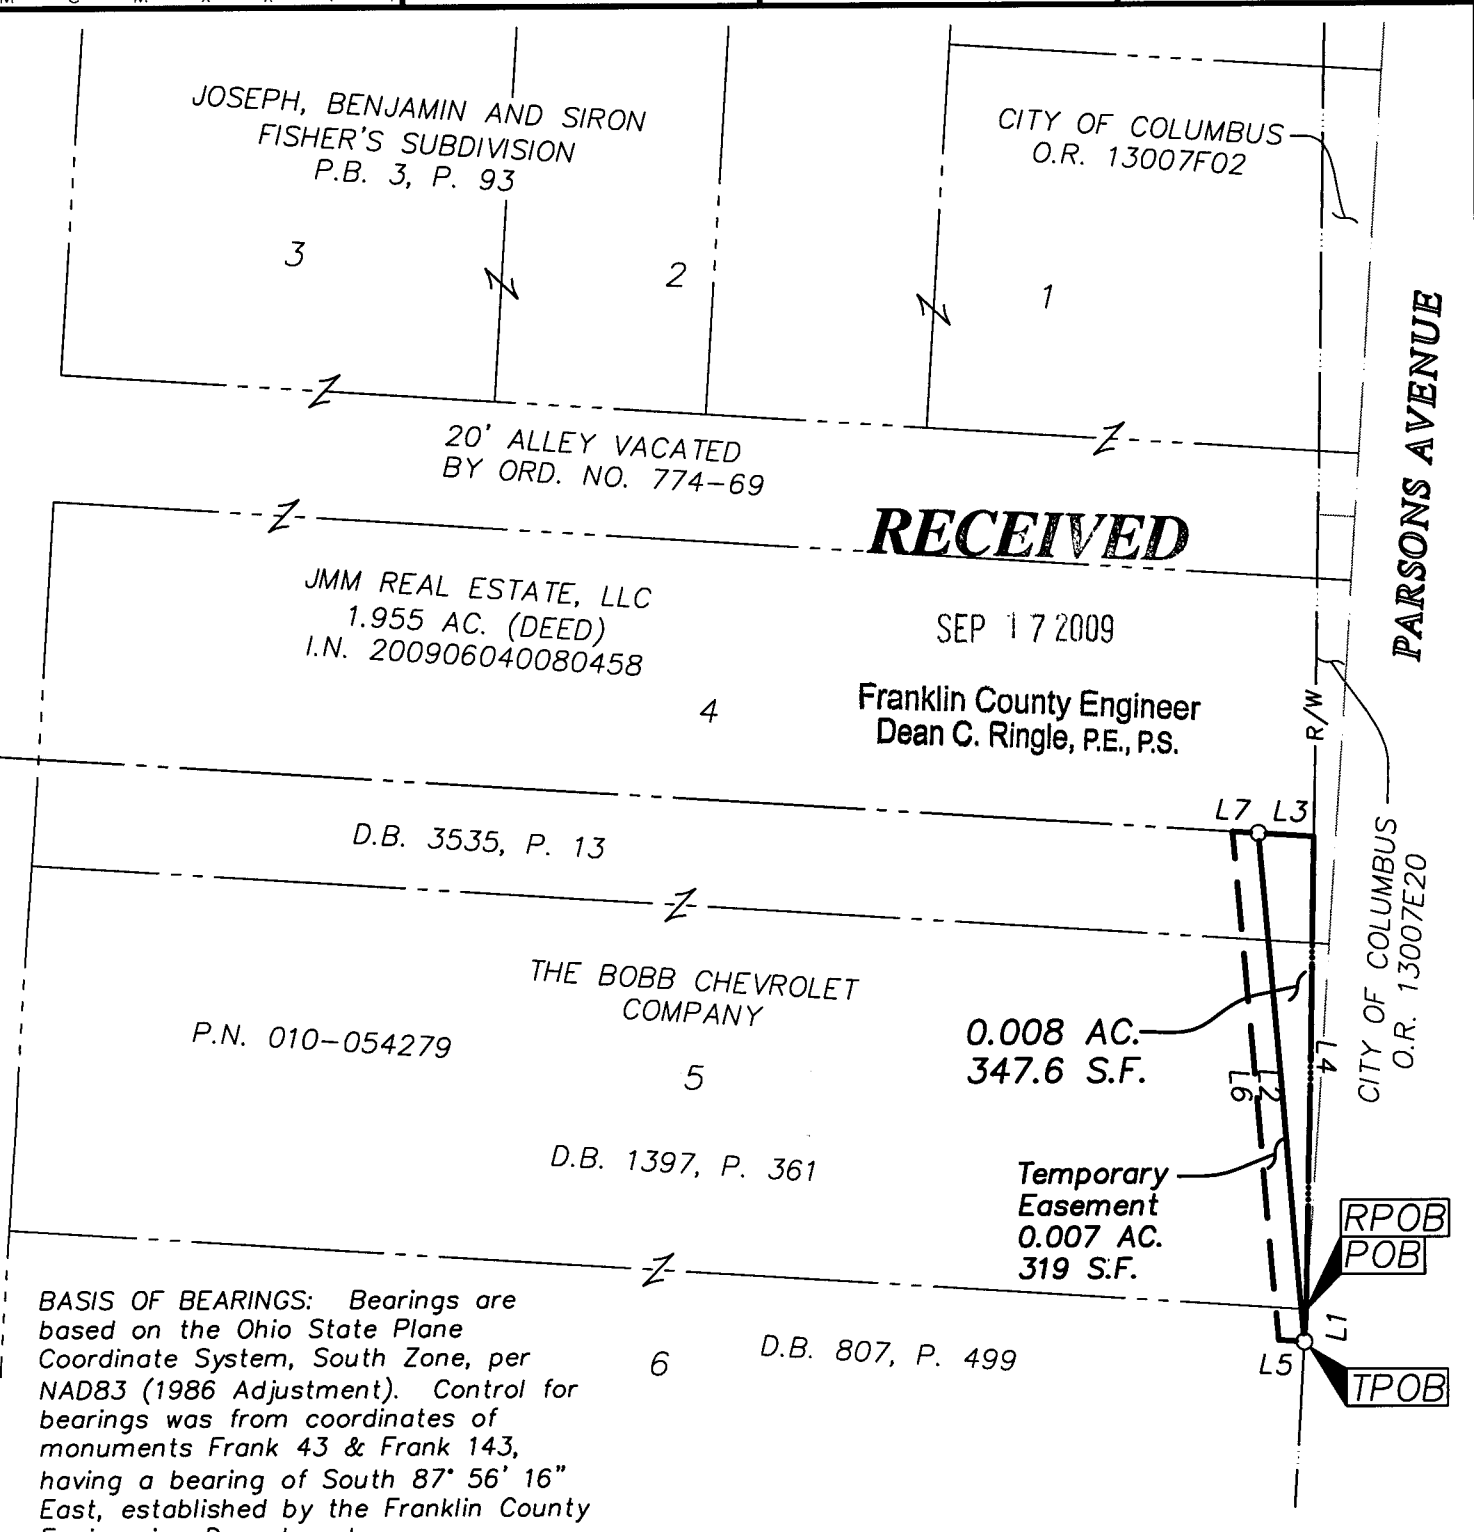 JOSEPH, BENJAMIN AND SIRON
FISHER'S SUBDIVISION
P.B. 3, P. 93
CITY OF COLUMBUS
O.R. 13007F02
3
2
1
PARSONS AVENUE
20' ALLEY VACATED
BY ORD. NO. 774-69
RECEIVED
JMM REAL ESTATE, LLC
1.955 AC. (DEED)
I.N. 200906040080458
SEP 17 2009
4
Franklin County Engineer
Dean C. Ringle, P.E., P.S.
R/W
L7 L3
D.B. 3535, P. 13
CITY OF COLUMBUS
O.R. 13007E20
THE BOBB CHEVROLET
COMPANY
P.N. 010-054279
0.008 AC.
347.6 S.F.
5
L4
L6
L2
D.B. 1397, P. 361
Temporary
Easement
0.007 AC.
319 S.F.
RPOB
POB
L1
BASIS OF BEARINGS: Bearings are
based on the Ohio State Plane
Coordinate System, South Zone, per
NAD83 (1986 Adjustment). Control for
bearings was from coordinates of
monuments Frank 43 & Frank 143,
having a bearing of South 87° 56' 16"
East, established by the Franklin County
6
D.B. 807, P. 499
L5
TPOB